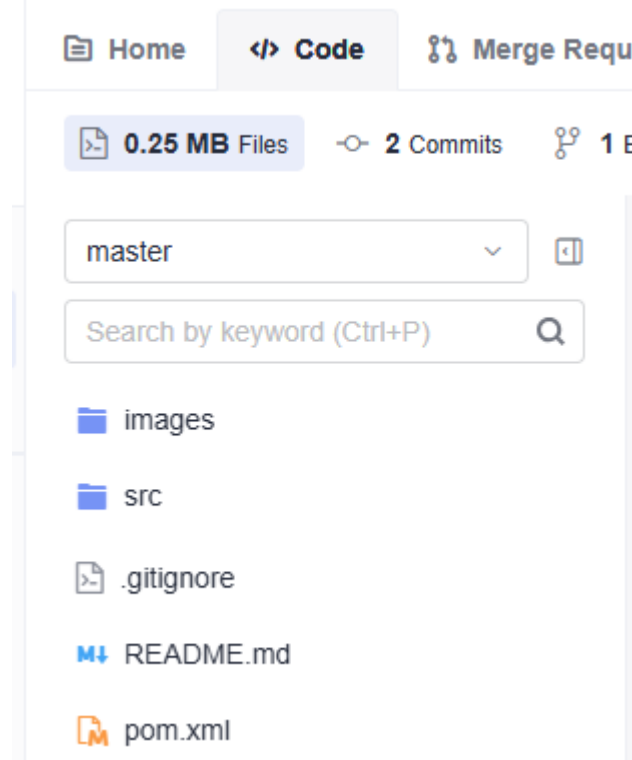 Home </> Code Merge Requ
0.25 MB Files 2 Commits 1
master
Search by keyword (Ctrl+P)
images
src
.gitignore
README.md
pom.xml